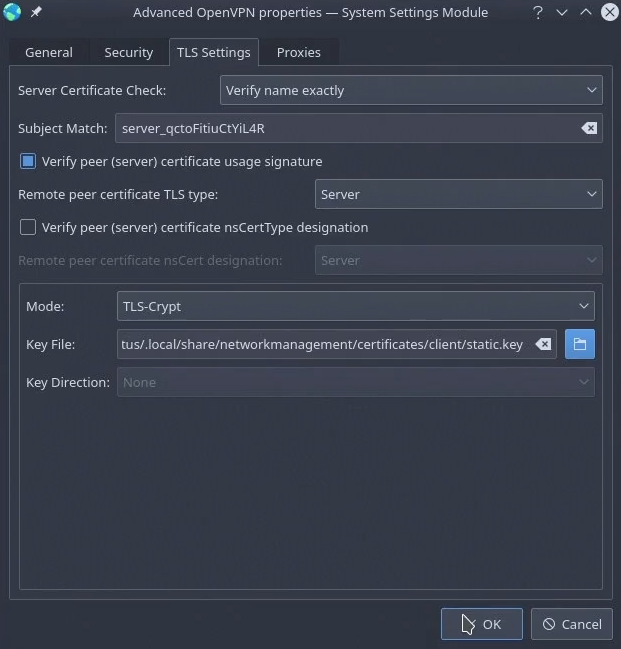 Advanced OpenVPN properties — System Settings Module
General Security TLS Settings Proxies
Server Certificate Check: Verify name exactly
Subject Match: server_qctoFitiuCtYiL4R
Verify peer (server) certificate usage signature
Remote peer certificate TLS type: Server
Verify peer (server) certificate nsCertType designation
Remote peer certificate nsCert designation: Server
Mode: TLS-Crypt
Key File: tus/.local/share/networkmanagement/certificates/client/static.key
Key Direction: None
OK Cancel